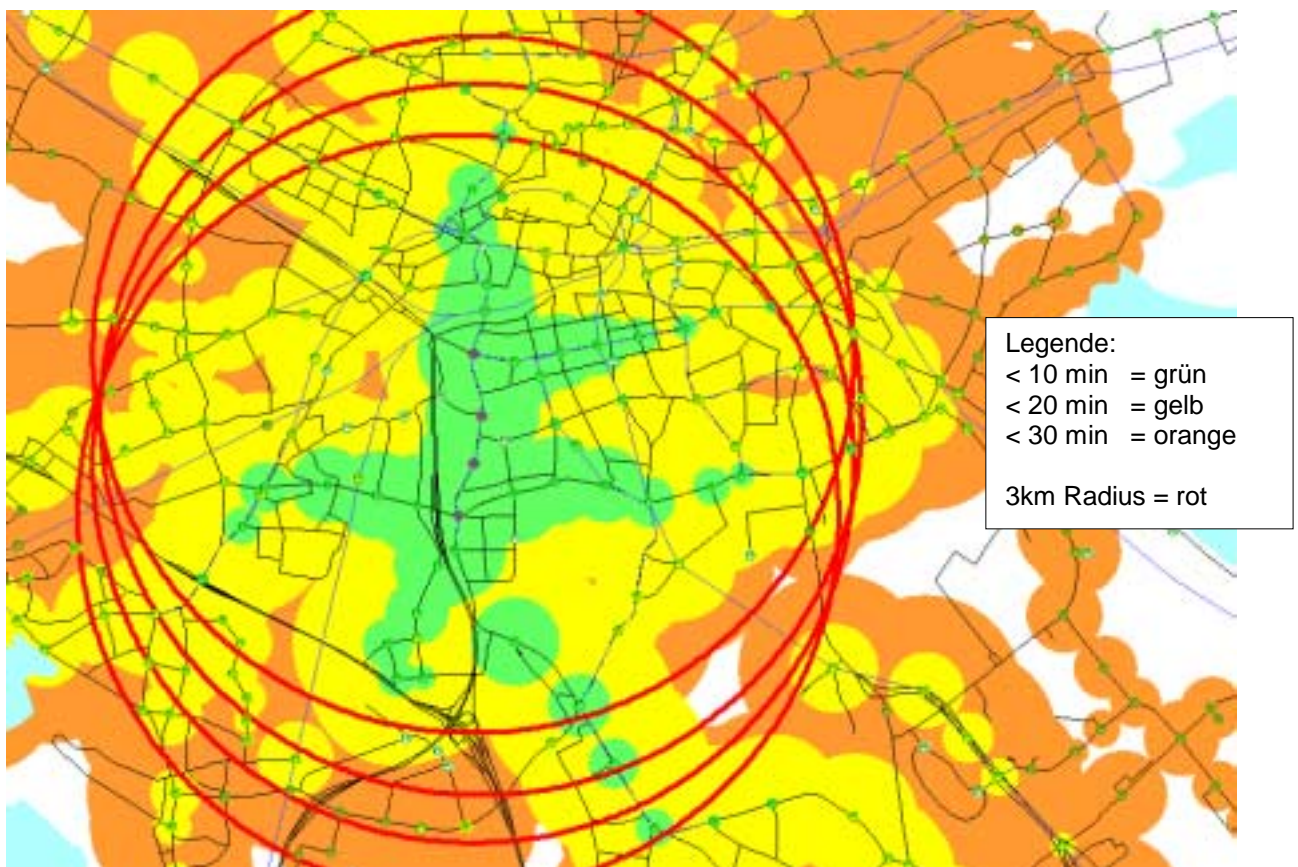 Legende:
< 10 min = grün
< 20 min = gelb
< 30 min = orange
3km Radius = rot